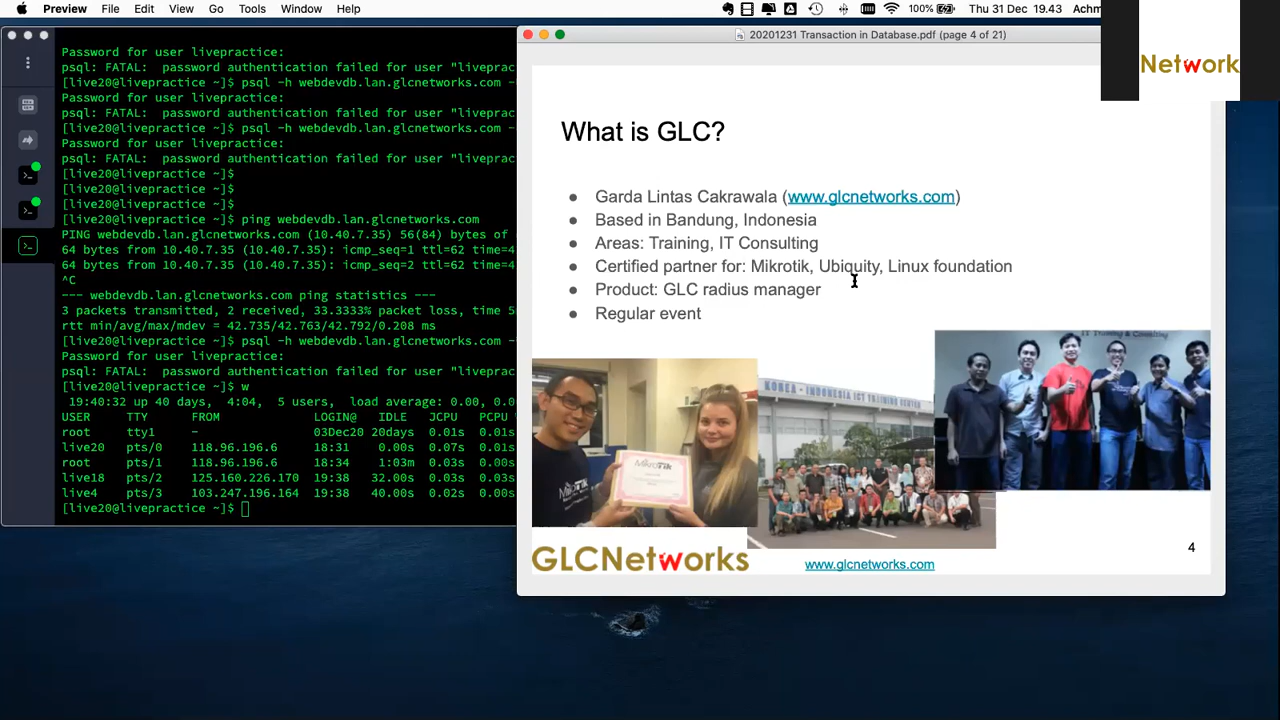 Preview File Edit View Go Tools Window Help
100% Thu 31 Dec 19.43 Achm
Password for user livepractice:
psql: FATAL: password authentication failed for user "liveprac
[live20@livepractice ~]$ psql -h webdevdb.lan.glcnetworks.com -
Password for user livepractice:
psql: FATAL: password authentication failed for user "liveprac
[live20@livepractice ~]$ psql -h webdevdb.lan.glcnetworks.com -
Password for user livepractice:
psql: FATAL: password authentication failed for user "liveprac
[live20@livepractice ~]$
[live20@livepractice ~]$
[live20@livepractice ~]$
[live20@livepractice ~]$ ping webdevdb.lan.glcnetworks.com
PING webdevdb.lan.glcnetworks.com (10.40.7.35) 56(84) bytes of
64 bytes from 10.40.7.35: icmp_seq=1 ttl=62 time=4
64 bytes from 10.40.7.35 (10.40.7.35): icmp_seq=2 ttl=62 time=4
^C
--- webdevdb.lan.glcnetworks.com ping statistics ---
3 packets transmitted, 2 received, 33.3333% packet loss, time 5
rtt min/avg/max/mdev = 42.735/42.763/42.792/0.208 ms
[live20@livepractice ~]$ psql -h webdevdb.lan.glcnetworks.com -
Password for user livepractice:
psql: FATAL: password authentication failed for user "liveprac
[live20@livepractice ~]$ w
19:40:32 up 40 days, 4:04, 5 users, load average: 0.00, 0.0
USER TTY FROM LOGIN@ IDLE JCPU PCPU
root tty1 - 03Dec20 20days 0.01s 0.01s
live20 pts/0 118.96.196.6 18:31 0.00s 0.07s 0.01s
root pts/1 118.96.196.6 18:34 1:03m 0.03s 0.03s
live18 pts/2 125.160.226.170 19:38 32.00s 0.03s 0.00s
live4 pts/3 103.247.196.164 19:38 40.00s 0.02s 0.00s
[live20@livepractice ~]$
20201231 Transaction in Database.pdf (page 4 of 21)
Network
What is GLC?
● Garda Lintas Cakrawala (www.glcnetworks.com)
● Based in Bandung, Indonesia
● Areas: Training, IT Consulting
● Certified partner for: Mikrotik, Ubiquity, Linux foundation
● Product: GLC radius manager
● Regular event
IT Training & Consulting
KOREA - INDONESIA ICT TRAINING CENTER
MikroTik
GLCNetworks
www.glcnetworks.com
4